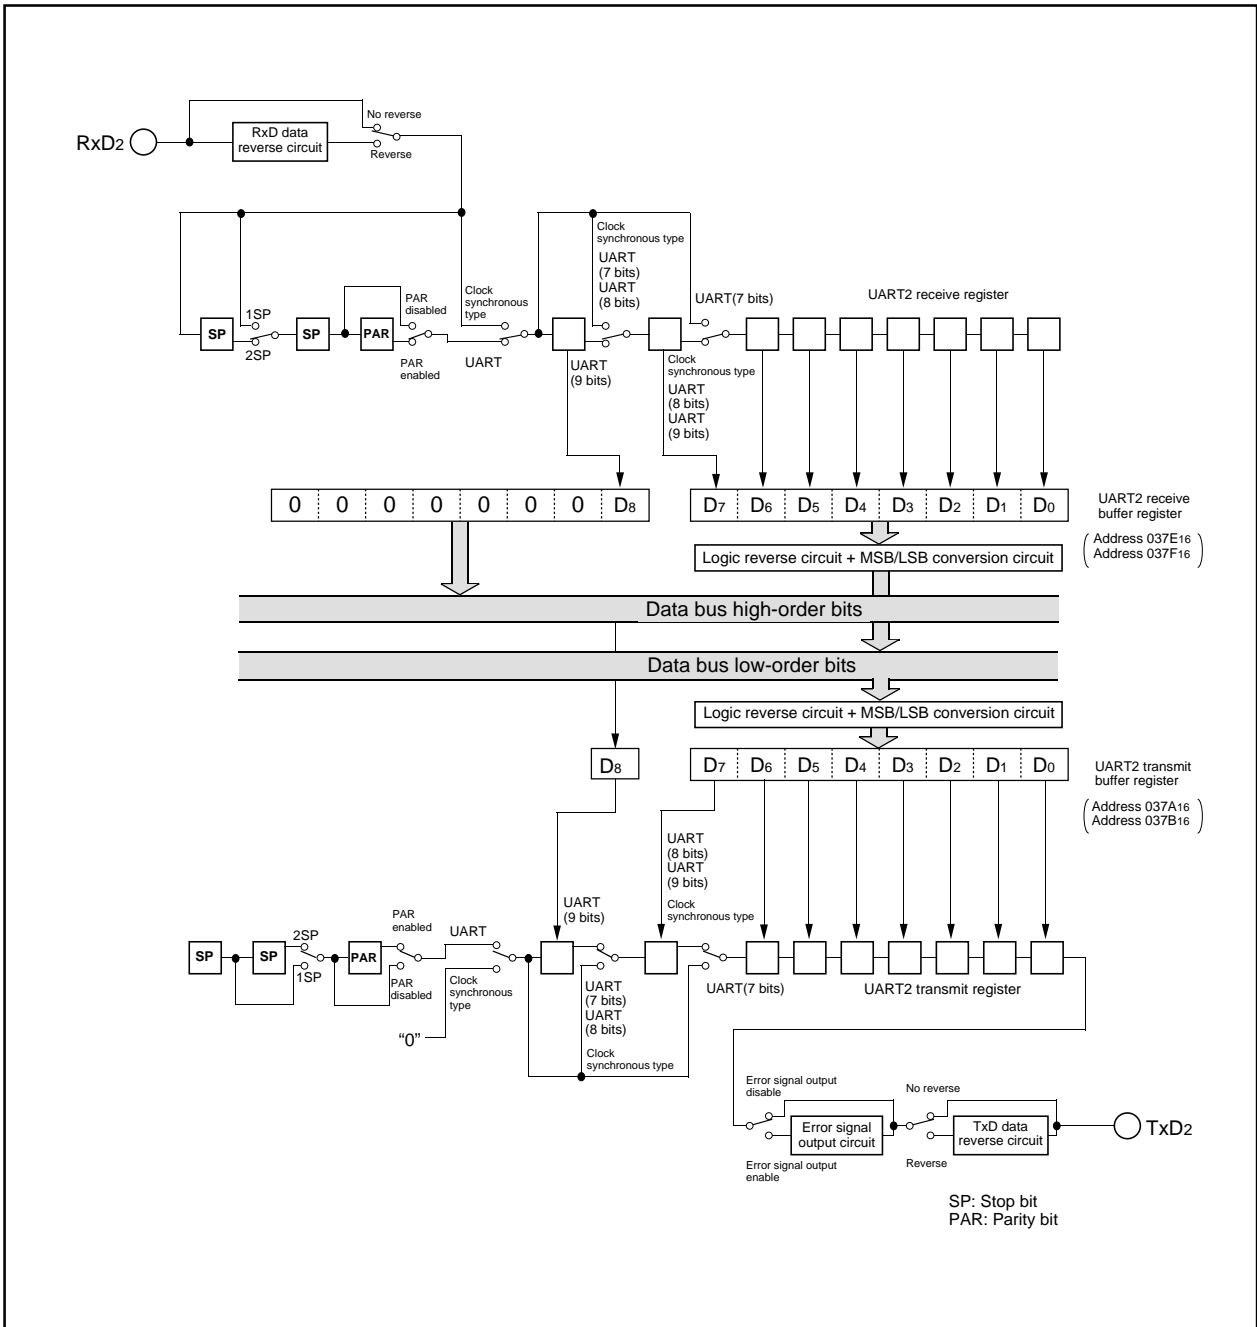 No reverse
RxD2
RxD data
reverse circuit
Reverse
Clock
synchronous type
UART
(7 bits)
UART
(8 bits)
1SP
PAR
disabled
Clock
synchronous
type
UART(7 bits)
UART2 receive register
SP
SP
PAR
2SP
PAR
enabled
UART
UART
(9 bits)
Clock
synchronous type
UART
(8 bits)
UART
(9 bits)
0 0 0 0 0 0 0 D8
D7 D6 D5 D4 D3 D2 D1 D0
UART2 receive
buffer register
Address 037E16
Address 037F16
Logic reverse circuit + MSB/LSB conversion circuit
Data bus high-order bits
Data bus low-order bits
Logic reverse circuit + MSB/LSB conversion circuit
D8
D7 D6 D5 D4 D3 D2 D1 D0
UART2 transmit
buffer register
Address 037A16
Address 037B16
UART
(8 bits)
UART
(9 bits)
Clock
synchronous type
UART
(9 bits)
PAR
enabled
UART
2SP
SP
SP
PAR
1SP
PAR
disabled
Clock
synchronous
type
"0"
UART
(7 bits)
UART
(8 bits)
Clock
synchronous type
UART(7 bits)
UART2 transmit register
Error signal output
disable
No reverse
Error signal
output circuit
TxD data
reverse circuit
TxD2
Error signal output
enable
Reverse
SP: Stop bit
PAR: Parity bit